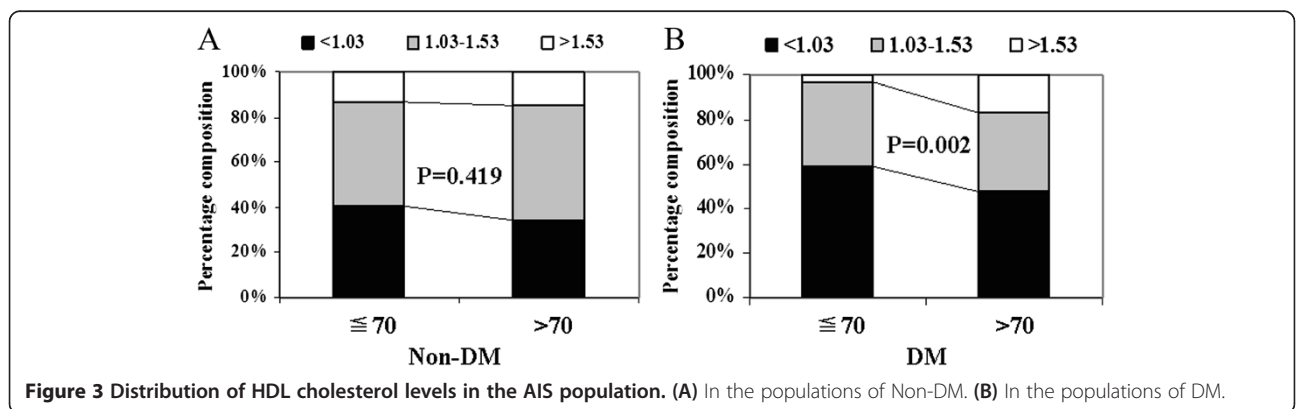 A
<1.03 1.03-1.53 >1.53
Percentage composition
100%
80%
60%
40%
20%
0%
P=0.419
≦70 >70
Non-DM
B
<1.03 1.03-1.53 >1.53
Percentage composition
100%
80%
60%
40%
20%
0%
P=0.002
≦70 >70
DM
Figure 3 Distribution of HDL cholesterol levels in the AIS population. (A) In the populations of Non-DM. (B) In the populations of DM.